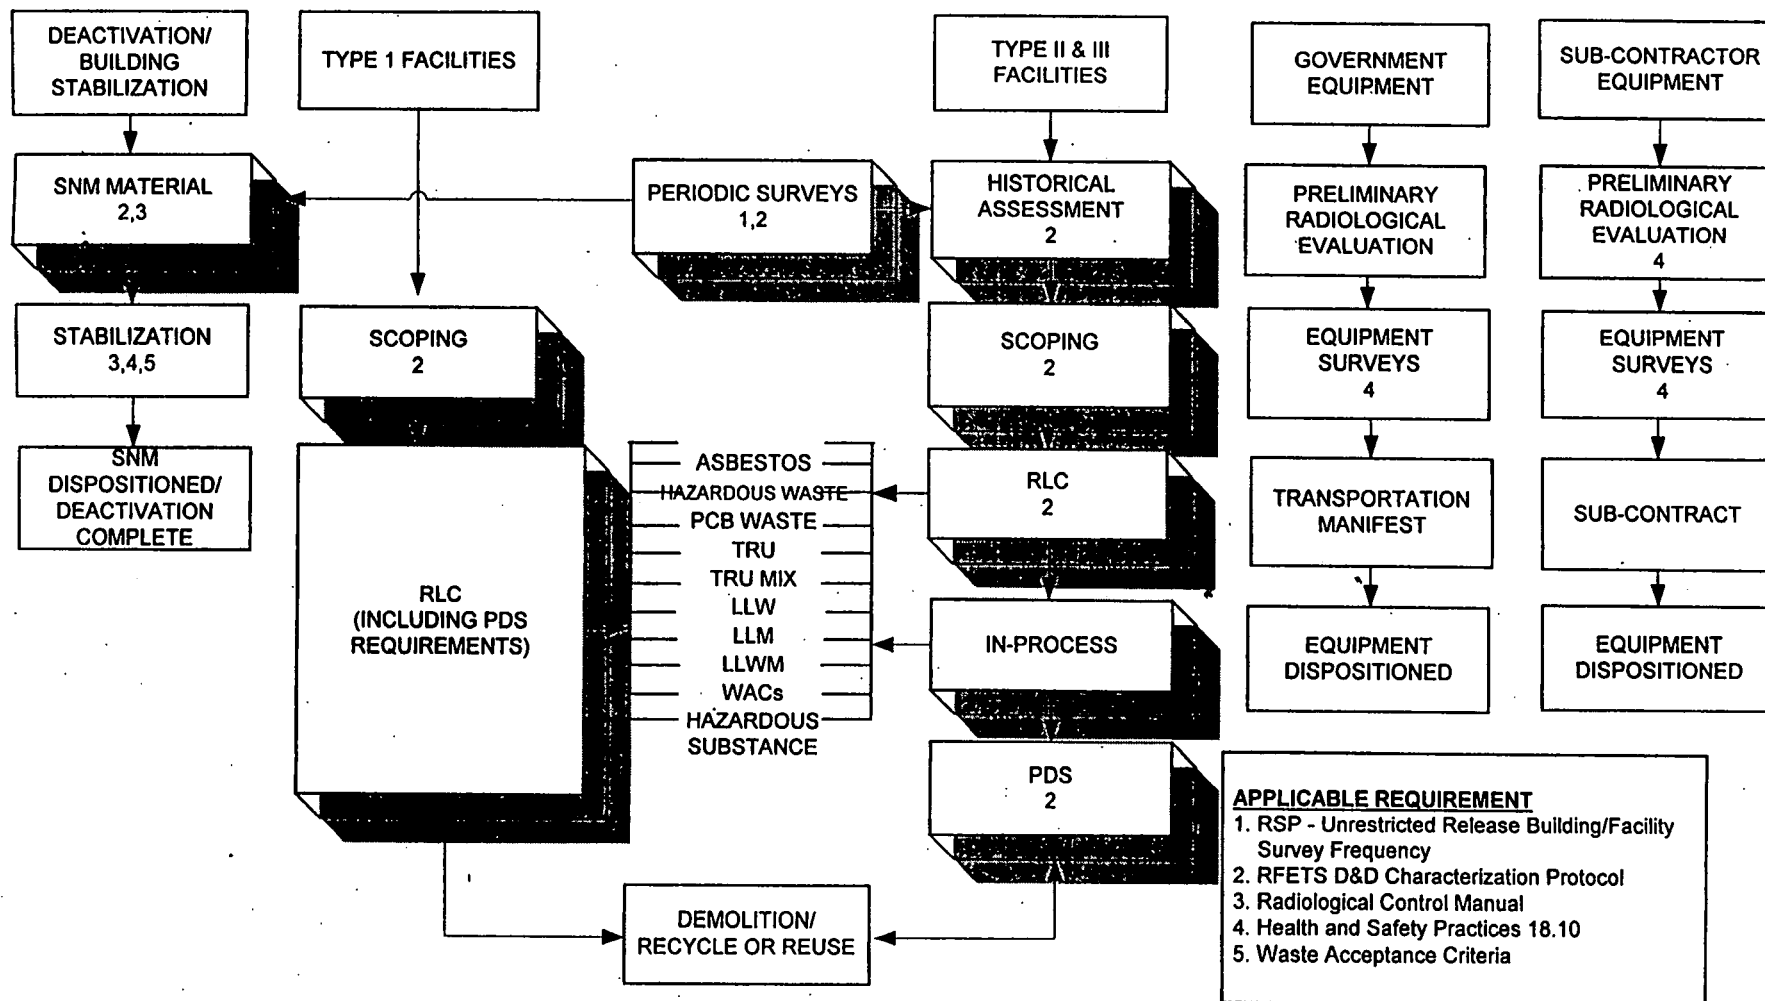 DEACTIVATION/
BUILDING
STABILIZATION
SNM MATERIAL
2,3
STABILIZATION
3,4,5
SNM
DISPOSITIONED/
DEACTIVATION
COMPLETE
TYPE 1 FACILITIES
SCOPING
2
RLC
(INCLUDING PDS
REQUIREMENTS)
PERIODIC SURVEYS
1,2
ASBESTOS
HAZARDOUS WASTE
PCB WASTE
TRU
TRU MIX
LLW
LLM
LLWM
WACs
HAZARDOUS
SUBSTANCE
DEMOLITION/
RECYCLE OR REUSE
TYPE II & III
FACILITIES
HISTORICAL
ASSESSMENT
2
SCOPING
2
RLC
2
IN-PROCESS
PDS
2
GOVERNMENT
EQUIPMENT
PRELIMINARY
RADIOLOGICAL
EVALUATION
EQUIPMENT
SURVEYS
4
TRANSPORTATION
MANIFEST
EQUIPMENT
DISPOSITIONED
SUB-CONTRACTOR
EQUIPMENT
PRELIMINARY
RADIOLOGICAL
EVALUATION
4
EQUIPMENT
SURVEYS
4
SUB-CONTRACT
EQUIPMENT
DISPOSITIONED
APPLICABLE REQUIREMENT
1. RSP - Unrestricted Release Building/Facility
Survey Frequency
2. RFETS D&D Characterization Protocol
3. Radiological Control Manual
4. Health and Safety Practices 18.10
5. Waste Acceptance Criteria